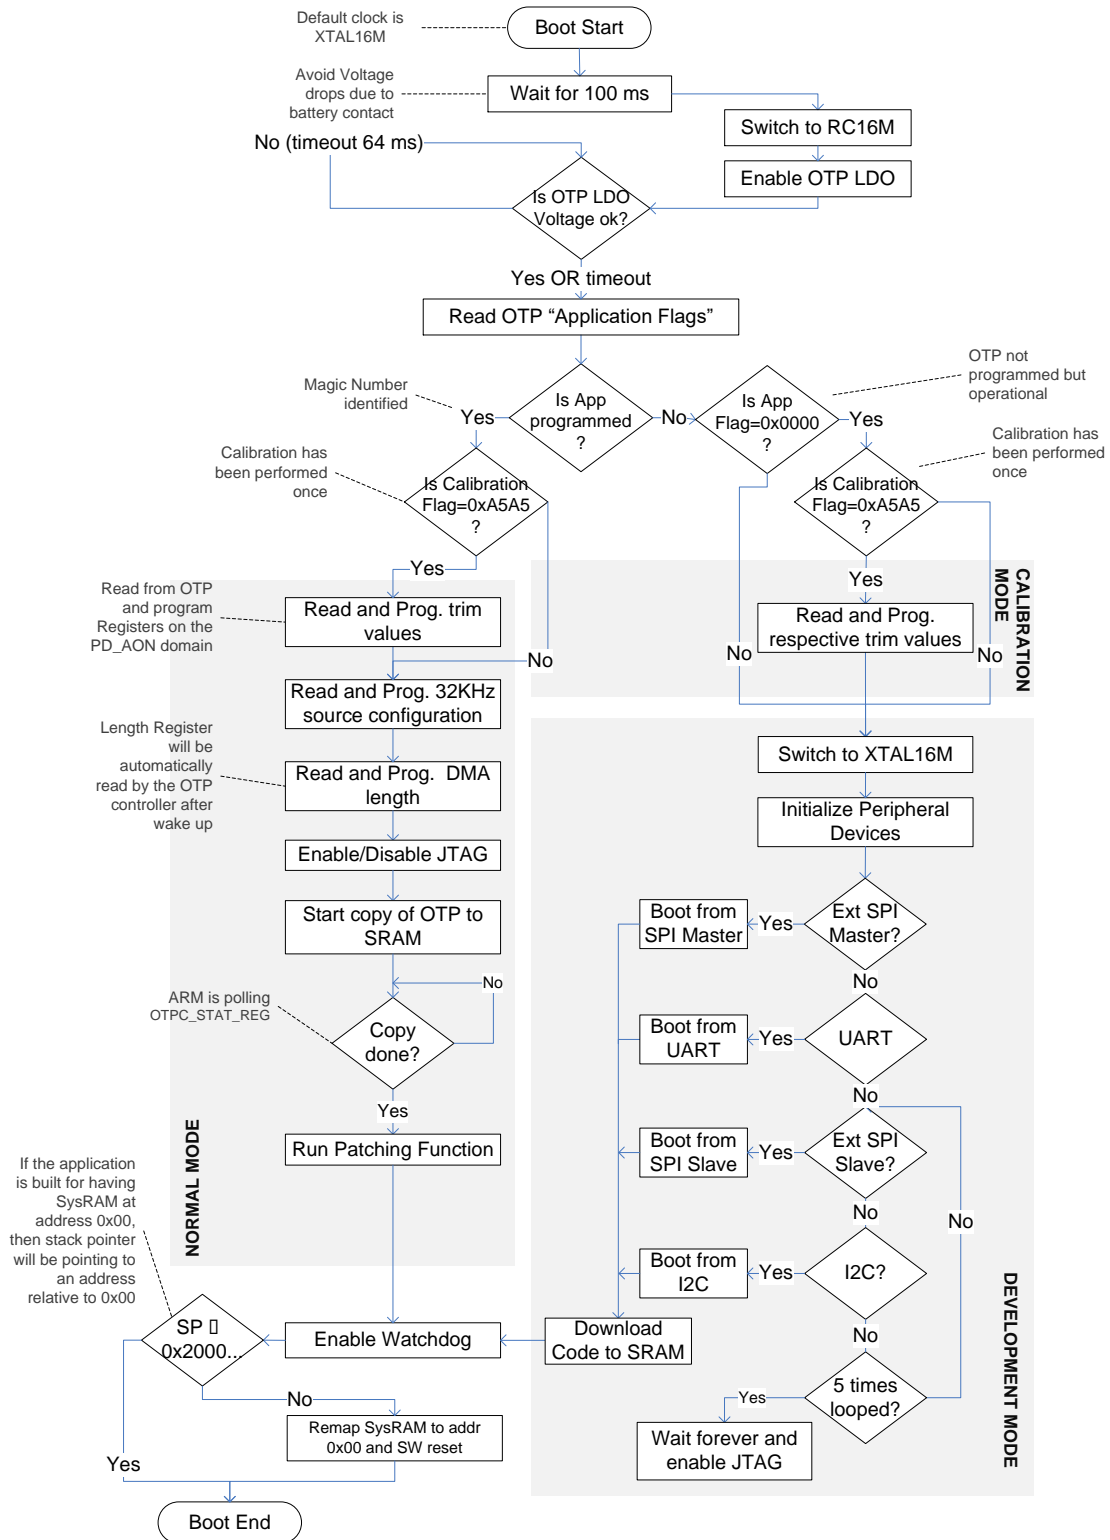 Default clock is
XTAL16M
Boot Start
Avoid Voltage
drops due to
battery contact
Wait for 100 ms
Switch to RC16M
No (timeout 64 ms)
Enable OTP LDO
Is OTP LDO
Voltage ok?
Yes OR timeout
Read OTP “Application Flags”
OTP not
programmed but
operational
Magic Number
identified
Is App
programmed
?
Yes
No
Is App
Flag=0x0000
?
Yes
Calibration has
been performed
once
Calibration has
been performed
once
Is Calibration
Flag=0xA5A5
?
Is Calibration
Flag=0xA5A5
?
Yes
Yes
CALIBRATION
MODE
Read from OTP
and program
Registers on the
PD_AON domain
Read and Prog. trim
values
Read and Prog.
respective trim values
No
No
No
Read and Prog. 32KHz
source configuration
Length Register
will be
automatically
read by the OTP
controller after
wake up
Read and Prog. DMA
length
Switch to XTAL16M
Initialize Peripheral
Devices
Enable/Disable JTAG
Start copy of OTP to
SRAM
Boot from
SPI Master
Yes
Ext SPI
Master?
No
No
ARM is polling
OTPC_STAT_REG
Copy
done?
Boot from
UART
Yes
UART
No
Yes
Run Patching Function
Boot from
SPI Slave
Yes
Ext SPI
Slave?
No
No
NORMAL MODE
If the application
is built for having
SysRAM at
address 0x00,
then stack pointer
will be pointing to
an address
relative to 0x00
Boot from
I2C
Yes
I2C?
No
DEVELOPMENT MODE
SP
0x2000...
Enable Watchdog
Download
Code to SRAM
5 times
looped?
Yes
No
Remap SysRAM to addr
0x00 and SW reset
Wait forever and
enable JTAG
Yes
Boot End